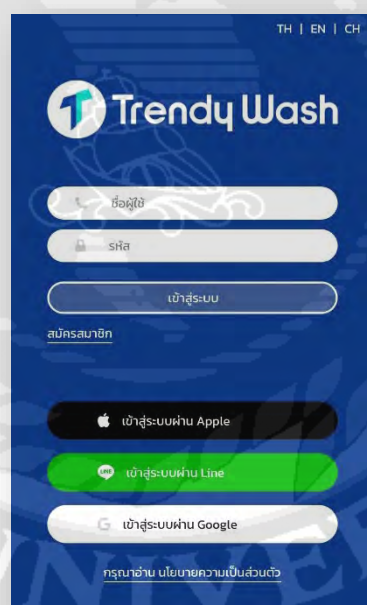 TH | EN | CH
Trendy Wash
ชื่อผู้ใช้
รหัส
เข้าสู่ระบบ
สมัครสมาชิก
เข้าสู่ระบบผ่าน Apple
LINE เข้าสู่ระบบผ่าน Line
G เข้าสู่ระบบผ่าน Google
กรุณาอ่าน นโยบายความเป็นส่วนตัว
UNIVER